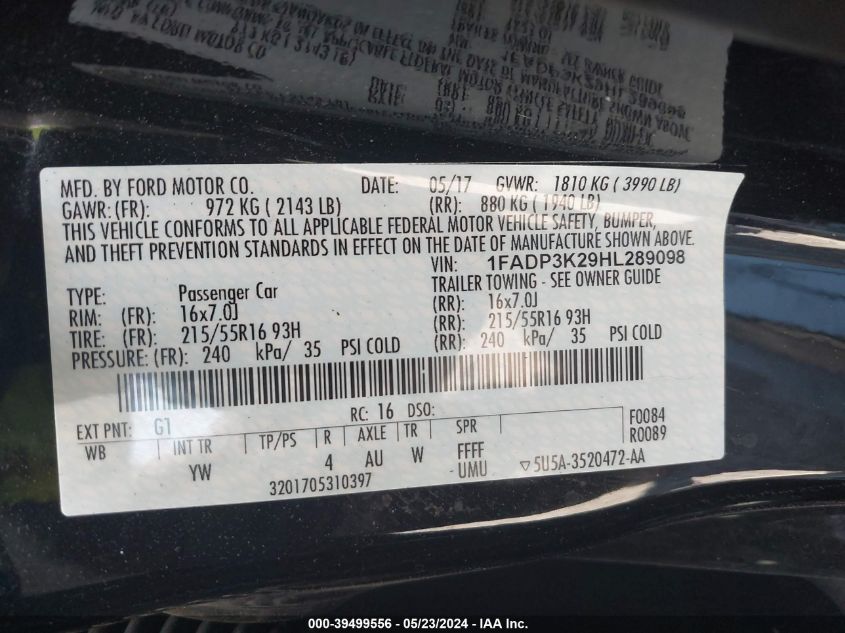 MFD. BY FORD MOTOR CO. DATE: 05/17 GVWR: 1810 KG ( 3990 LB)
GAWR: (FR): 972 KG ( 2143 LB) (RR): 880 KG ( 1940 LB)
THIS VEHICLE CONFORMS TO ALL APPLICABLE FEDERAL MOTOR VEHICLE SAFETY, BUMPER,
AND THEFT PREVENTION STANDARDS IN EFFECT ON THE DATE OF MANUFACTURE SHOWN ABOVE.
VIN: 1FADP3K29HL289098
TYPE: Passenger Car TRAILER TOWING - SEE OWNER GUIDE
RIM: (FR): 16x7.0J (RR): 16x7.0J
TIRE: (FR): 215/55R16 93H (RR): 215/55R16 93H
PRESSURE: (FR): 240 kPa/ 35 PSI COLD (RR): 240 kPa/ 35 PSI COLD
RC: 16 DSO: F0084
EXT PNT: G1 R0089
WB INT TR TP/PS R AXLE TR SPR
YW 4 AU W FFFF
3201705310397 -UMU ▽5U5A-3520472-AA
000-39499556 - 05/23/2024 - IAA Inc.